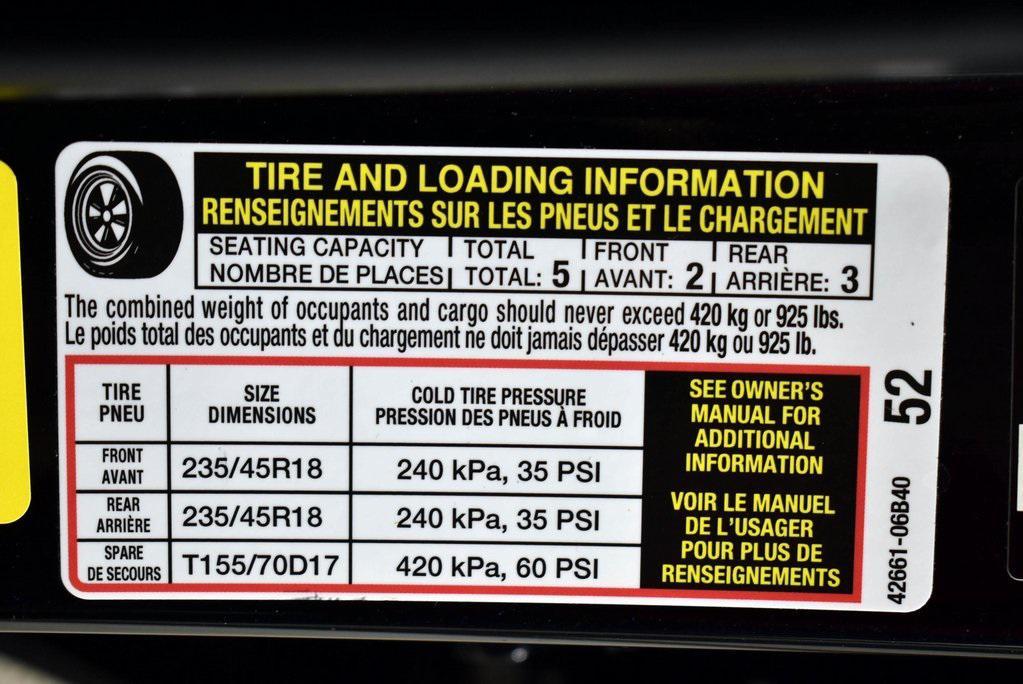 TIRE AND LOADING INFORMATION
RENSEIGNEMENTS SUR LES PNEUS ET LE CHARGEMENT
SEATING CAPACITY | TOTAL | FRONT | REAR
NOMBRE DE PLACES | TOTAL: 5 | AVANT: 2 | ARRIÈRE: 3
The combined weight of occupants and cargo should never exceed 420 kg or 925 lbs.
Le poids total des occupants et du chargement ne doit jamais dépasser 420 kg ou 925 lb.
TIRE
PNEU
SIZE
DIMENSIONS
COLD TIRE PRESSURE
PRESSION DES PNEUS À FROID
FRONT
AVANT
235/45R18
240 kPa, 35 PSI
REAR
ARRIÈRE
235/45R18
240 kPa, 35 PSI
SPARE
DE SECOURS
T155/70D17
420 kPa, 60 PSI
SEE OWNER'S
MANUAL FOR
ADDITIONAL
INFORMATION
VOIR LE MANUEL
DE L'USAGER
POUR PLUS DE
RENSEIGNEMENTS
42661-06B40
52